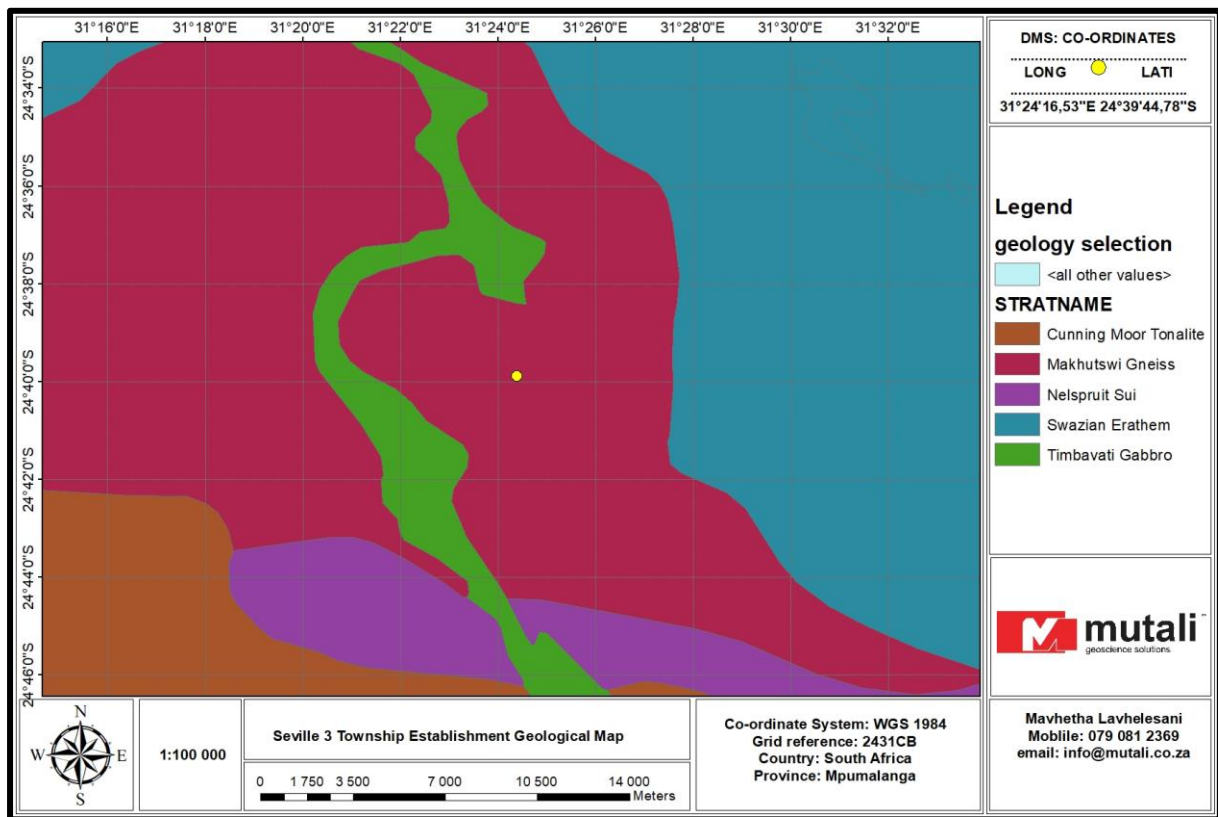 31°16'0"E 31°18'0"E 31°20'0"E 31°22'0"E 31°24'0"E 31°26'0"E 31°28'0"E 31°30'0"E 31°32'0"E
24°34'0"S
24°36'0"S
24°38'0"S
24°40'0"S
24°42'0"S
24°44'0"S
24°46'0"S
DMS: CO-ORDINATES
LONG LATI
31°24'16,53"E 24°39'44,78"S
Legend
geology selection
<all other values>
STRATNAME
Cunning Moor Tonalite
Makhutswi Gneiss
Nelspruit Sui
Swazian Erathem
Timbavati Gabbro
mutali
geoscience solutions
N
W E
S
1:100 000
Seville 3 Township Establishment Geological Map
0 1 750 3 500 7 000 10 500 14 000
Meters
Co-ordinate System: WGS 1984
Grid reference: 2431CB
Country: South Africa
Province: Mpumalanga
Mavhetha Lavhelesani
Moblile: 079 081 2369
email: info@mutali.co.za